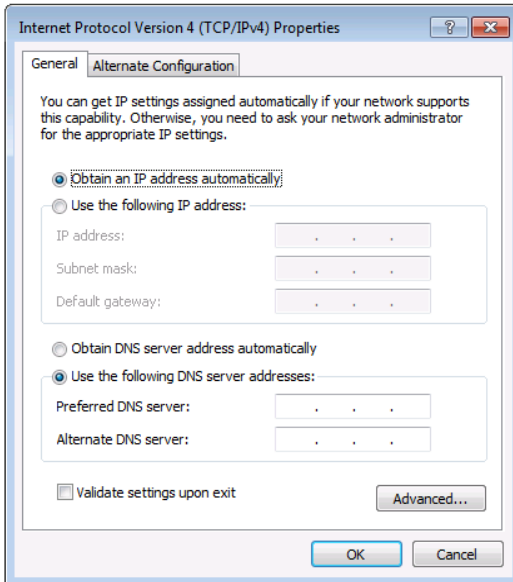 Internet Protocol Version 4 (TCP/IPv4) Properties
General
Alternate Configuration
You can get IP settings assigned automatically if your network supports
this capability. Otherwise, you need to ask your network administrator
for the appropriate IP settings.
Obtain an IP address automatically
Use the following IP address:
IP address: . . .
Subnet mask: . . .
Default gateway: . . .
Obtain DNS server address automatically
Use the following DNS server addresses:
Preferred DNS server: . . .
Alternate DNS server: . . .
Validate settings upon exit
Advanced...
OK
Cancel